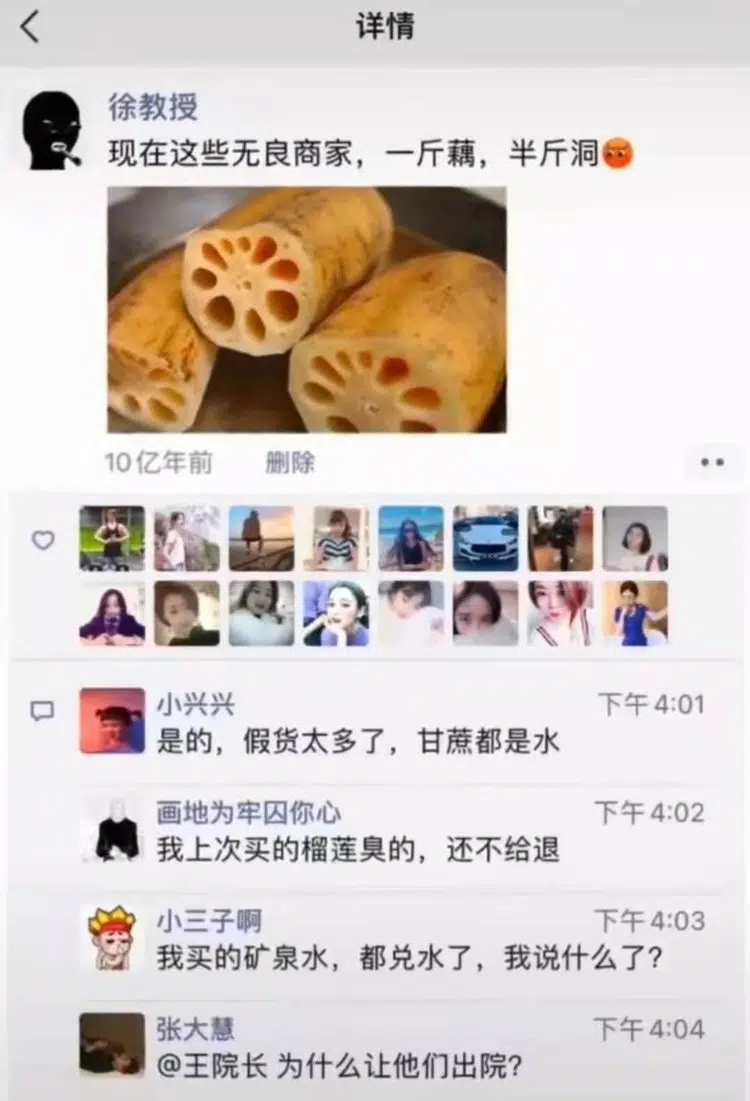 详情
徐教授
现在这些无良商家，一斤藕，半斤洞😡
10亿年前 删除
小兴兴 下午4:01
是的，假货太多了，甘蔗都是水
画地为牢囚你心 下午4:02
我上次买的榴莲臭的，还不给退
小三子啊 下午4:03
我买的矿泉水，都兑水了，我说什么了？
张大慧 下午4:04
@王院长 为什么让他们出院？